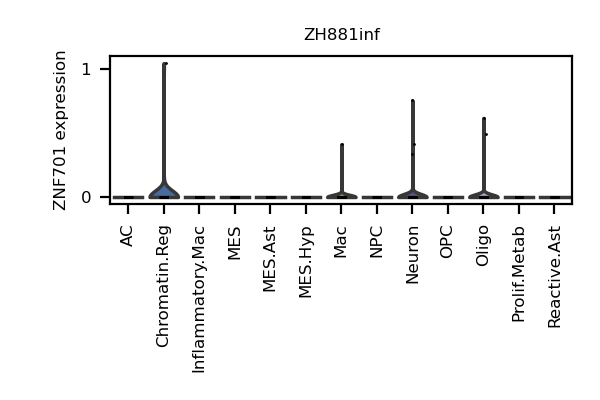 ZH881inf
ZNF701 expression
1
0
AC
Chromatin.Reg
Inflammatory.Mac
MES
MES.Ast
MES.Hyp
Mac
NPC
Neuron
OPC
Oligo
Prolif.Metab
Reactive.Ast